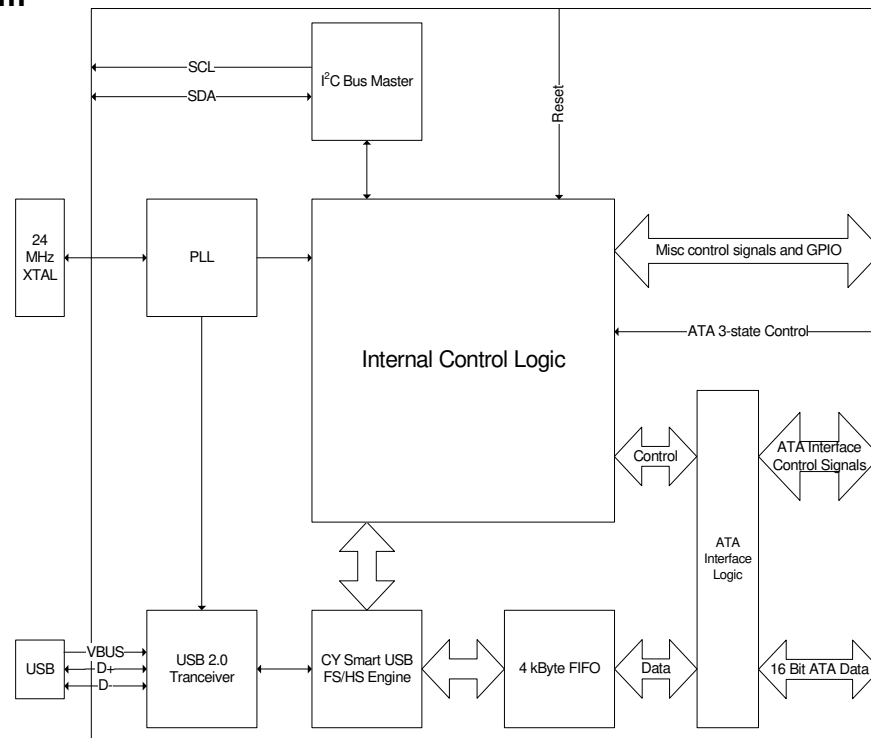 SCL
SDA
I²C Bus Master
Reset
24
MHz
XTAL
PLL
Internal Control Logic
Misc control signals and GPIO
ATA 3-state Control
Control
ATA Interface
Control Signals
ATA
Interface
Logic
USB
VBUS
D+
D-
USB 2.0
Tranceiver
CY Smart USB
FS/HS Engine
4 kByte FIFO
Data
16 Bit ATA Data